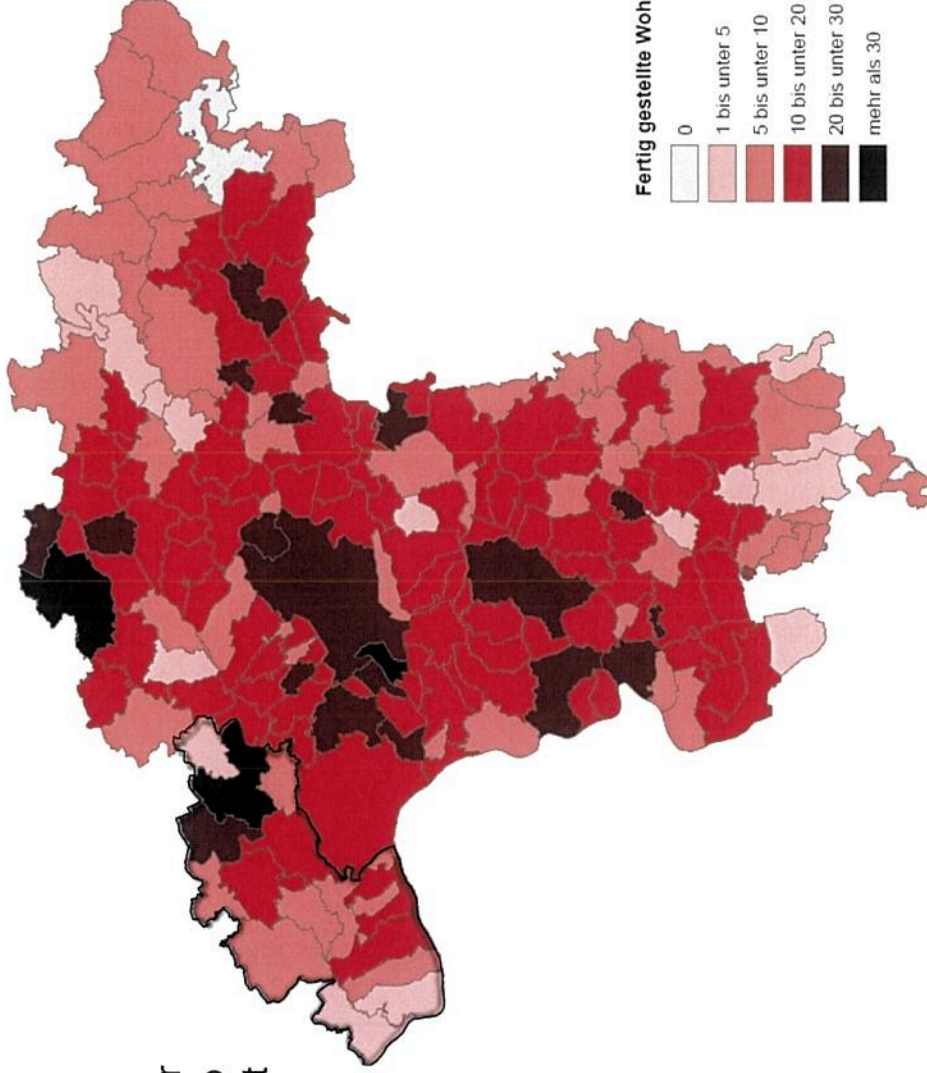 Fertig gestellte Woh
0
1 bis unter 5
5 bis unter 10
10 bis unter 20
20 bis unter 30
mehr als 30